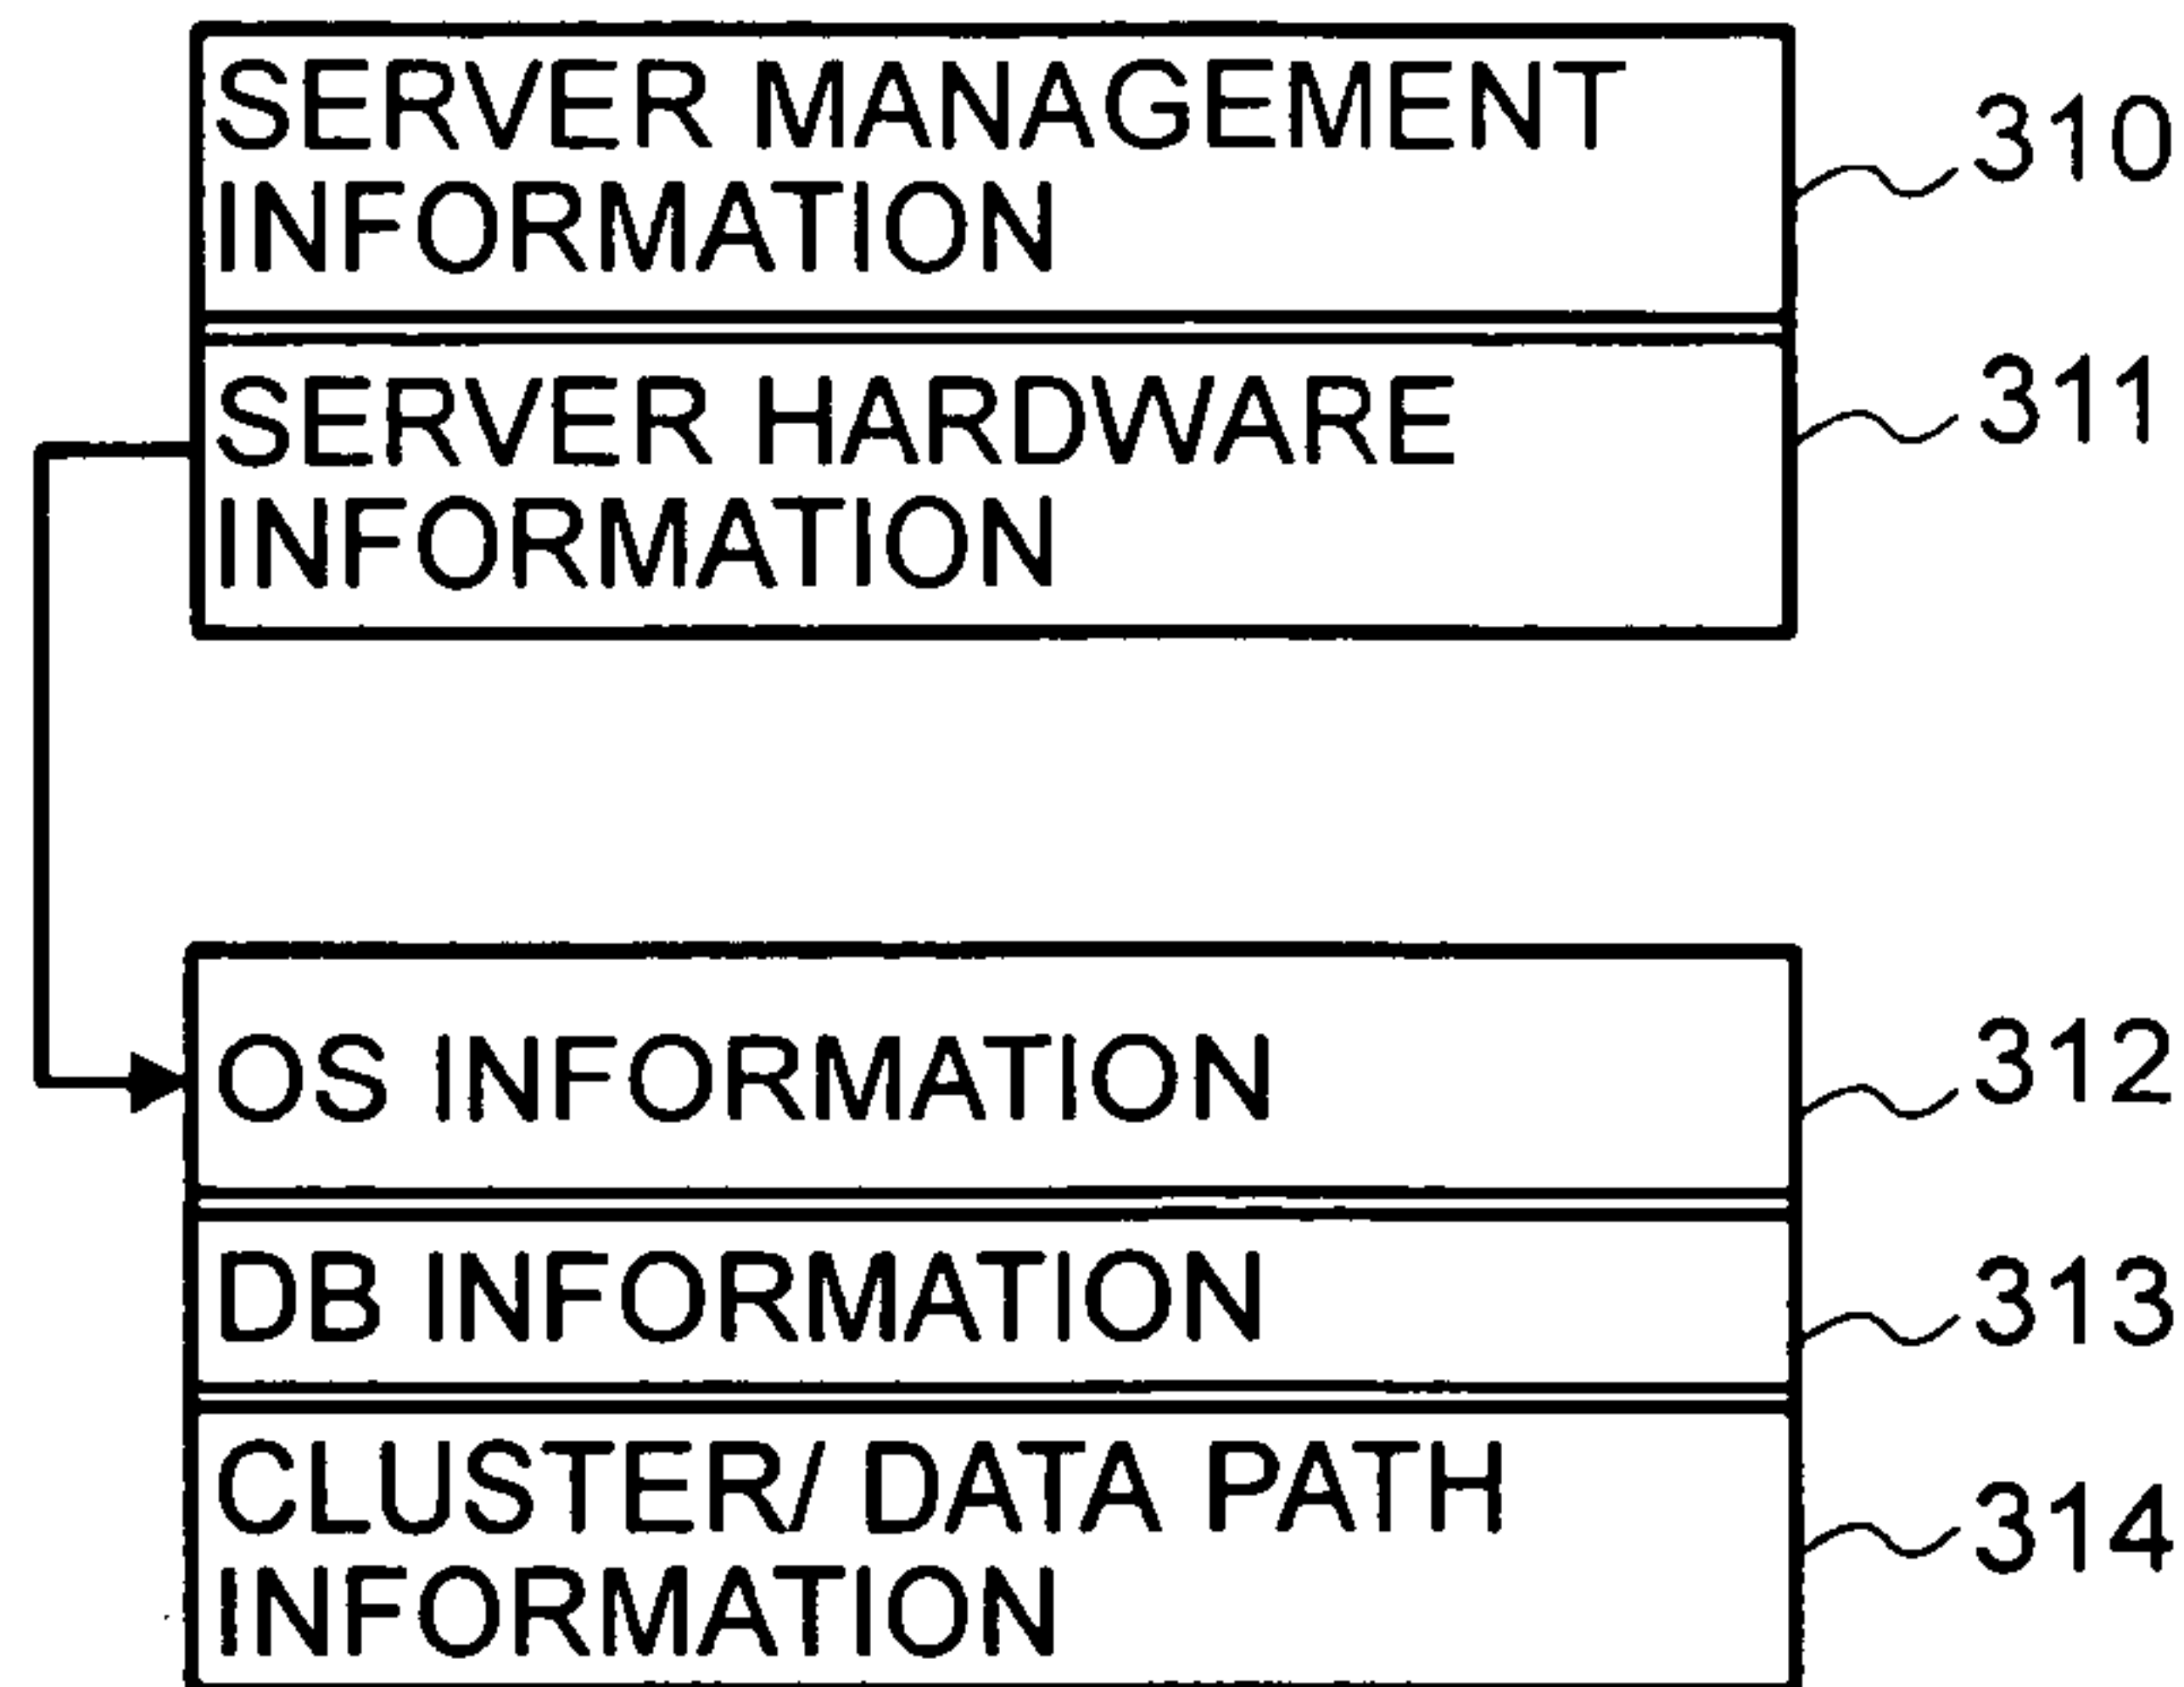 SERVER MANAGEMENT
INFORMATION
310
SERVER HARDWARE
INFORMATION
311
OS INFORMATION
312
DB INFORMATION
313
CLUSTER/ DATA PATH
INFORMATION
314